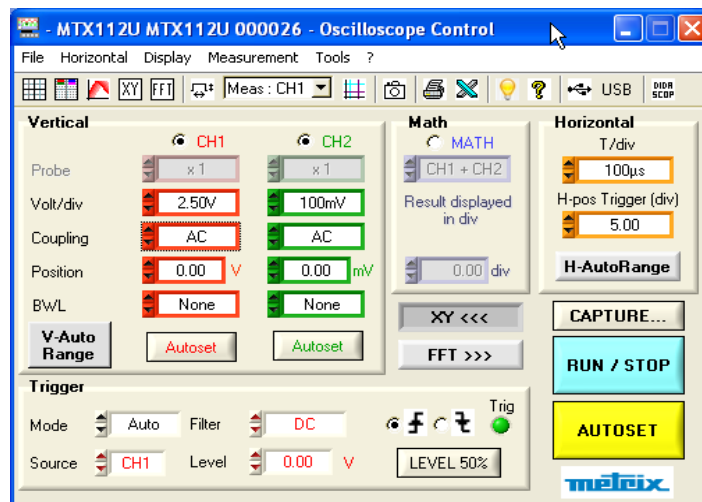 - MTX112U MTX112U 000026 - Oscilloscope Control
File Horizontal Display Measurement Tools ?
XY FFT Meas : CH1 USB DIDA SCOP
Vertical
CH1 CH2
Probe x 1 x 1
Volt/div 2.50V 100mV
Coupling AC AC
Position 0.00 V 0.00 mV
BWL None None
V-Auto Range Autoset Autoset
Math
MATH
CH1 + CH2
Result displayed
in div
0.00 div
XY <<<
FFT >>>
Horizontal
T/div
100µs
H-pos Trigger (div)
5.00
H-AutoRange
CAPTURE...
RUN / STOP
AUTOSET
Trigger
Mode Auto Filter DC Trig
Source CH1 Level 0.00 V LEVEL 50%
metrix